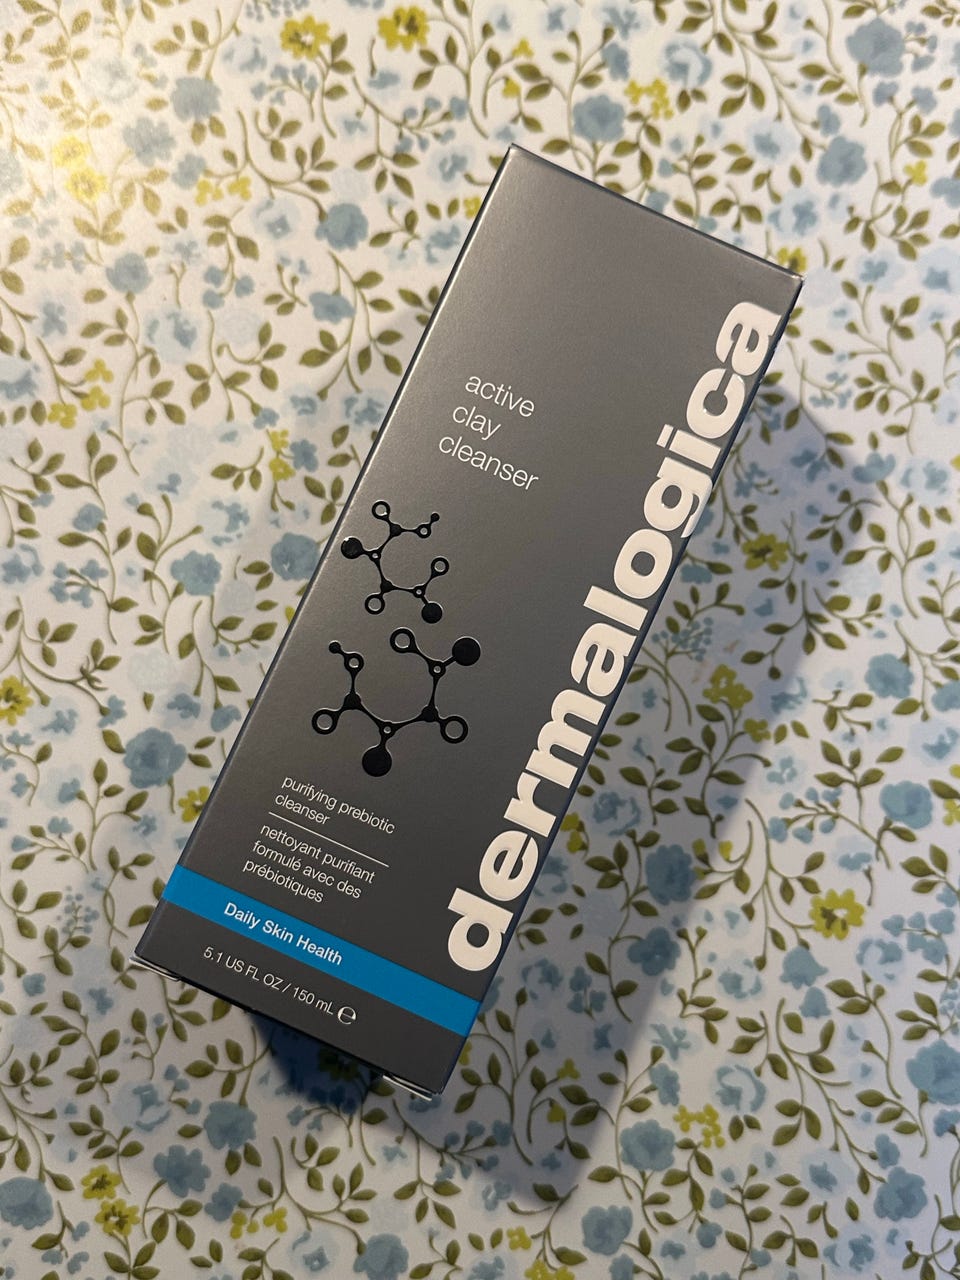 active
clay
cleanser
dermalogica
purifying prebiotic
cleanser
nettoyant purifiant
formulé avec des
prébiotiques
Daily Skin Health
5.1 US FL OZ / 150 mL ℮